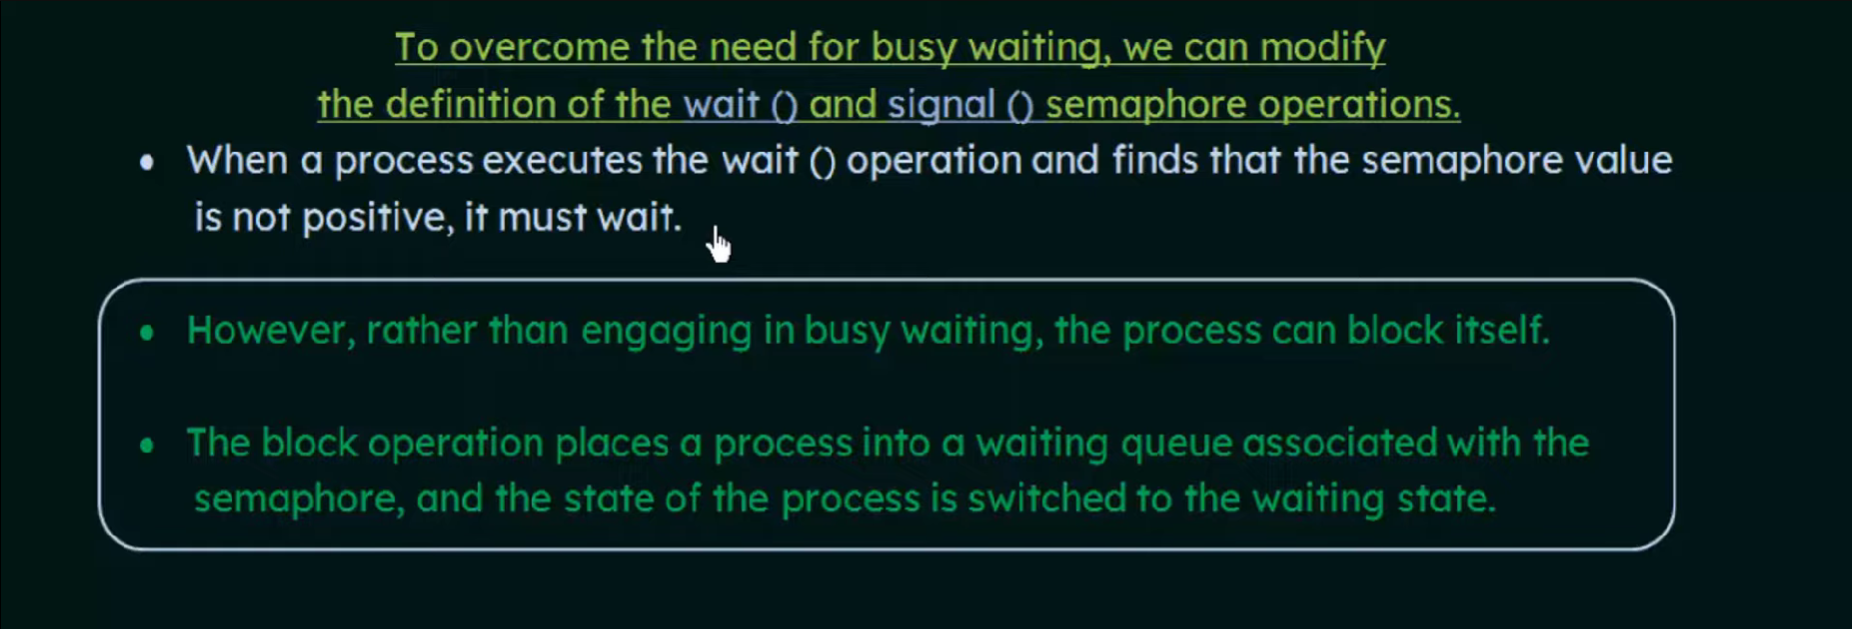 To overcome the need for busy waiting, we can modify
the definition of the wait () and signal () semaphore operations.
• When a process executes the wait () operation and finds that the semaphore value
is not positive, it must wait.
• However, rather than engaging in busy waiting, the process can block itself.
• The block operation places a process into a waiting queue associated with the
semaphore, and the state of the process is switched to the waiting state.